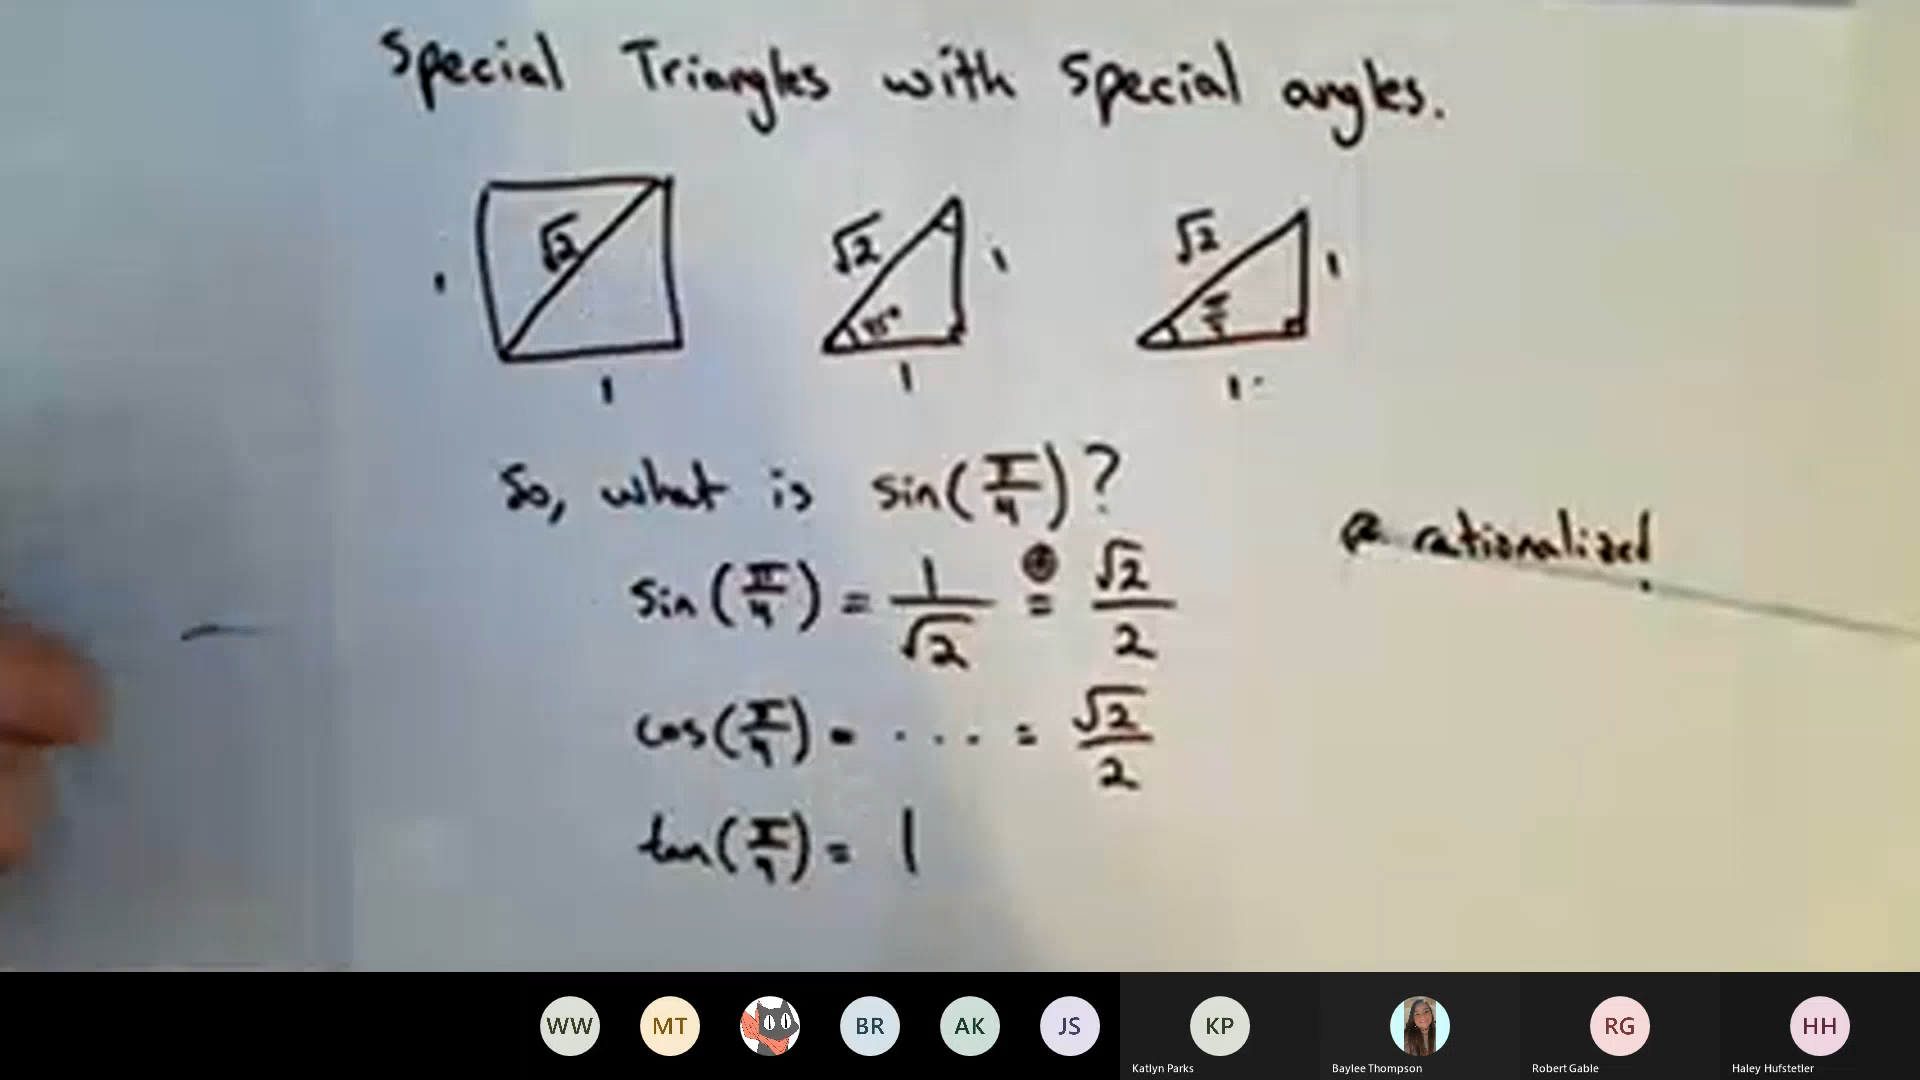 Special Triangles with special angles.
√2
1
1
√2
1
45°
1
√2
1
π/4
1
So, what is sin(π/4)?
rationalized
sin(π/4) = 1/√2 = √2/2
cos(π/4) = .... = √2/2
tan(π/4) = 1
WW
MT
BR
AK
JS
KP
RG
HH
Katlyn Parks
Baylee Thompson
Robert Gable
Haley Hufstetler